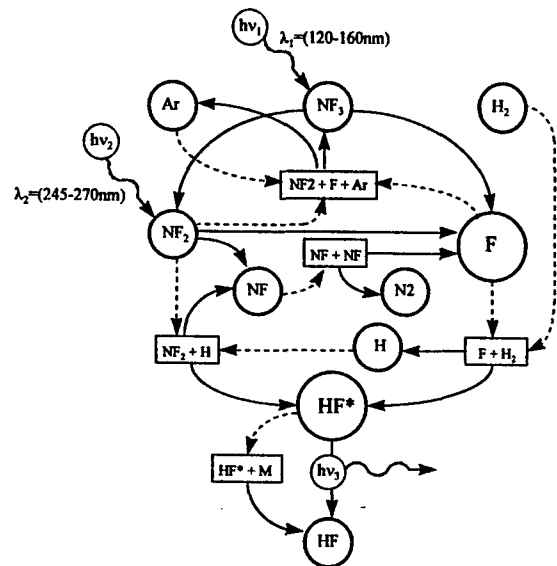 hν₁
λ₁=(120-160nm)
Ar
NF₃
H₂
hν₂
λ₂=(245-270nm)
NF2 + F + Ar
NF₂
NF + NF
F
NF
N2
NF₂ + H
H
F + H₂
HF*
HF* + M
hν₃
HF